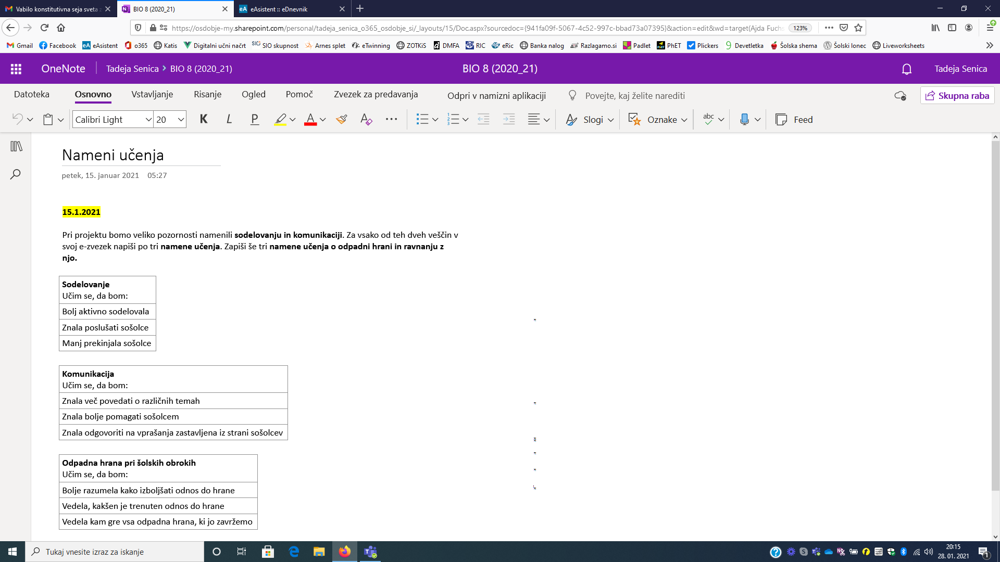 Vabilo konstitutivna seja sveta
BIO 8 (2020_21)
eAsistent :: eDnevnik
https://osdobje-my.sharepoint.com/personal/tadeja_senica_o365_osdobje_si/_layouts/15/Doc.aspx?sourcedoc={941fa09f-5067-4c52-997c-bbad73a07395}&action=edit&wd=target(Ajda Fuchs
123%
Gmail Facebook eAsistent o365 Katis Digitalni učni načrt SIO skupnost Arnes splet eTwinning ZOTKiS DMFA RIC eRic Banka nalog Razlagamo.si Padlet PhET Plickers Devetletka Šolska shema Šolski lonec Liveworksheets
OneNote Tadeja Senica > BIO 8 (2020_21) BIO 8 (2020_21) Tadeja Senica
Datoteka Osnovno Vstavljanje Risanje Ogled Pomoč Zvezek za predavanja Odpri v namizni aplikaciji Povejte, kaj želite narediti Skupna raba
Calibri Light 20 K L P A Slogi Oznake abc Feed
Nameni učenja
petek, 15. januar 2021 05:27
15.1.2021
Pri projektu bomo veliko pozornosti namenili sodelovanju in komunikaciji. Za vsako od teh dveh veščin v
svoj e-zvezek napiši po tri namene učenja. Zapiši še tri namene učenja o odpadni hrani in ravnanju z
njo.
Sodelovanje
Učim se, da bom:
Bolj aktivno sodelovala
Znala poslušati sošolce
Manj prekinjala sošolce
Komunikacija
Učim se, da bom:
Znala več povedati o različnih temah
Znala bolje pomagati sošolcem
Znala odgovoriti na vprašanja zastavljena iz strani sošolcev
Odpadna hrana pri šolskih obrokih
Učim se, da bom:
Bolje razumela kako izboljšati odnos do hrane
Vedela, kakšen je trenuten odnos do hrane
Vedela kam gre vsa odpadna hrana, ki jo zavržemo
Tukaj vnesite izraz za iskanje
20:15
28. 01. 2021